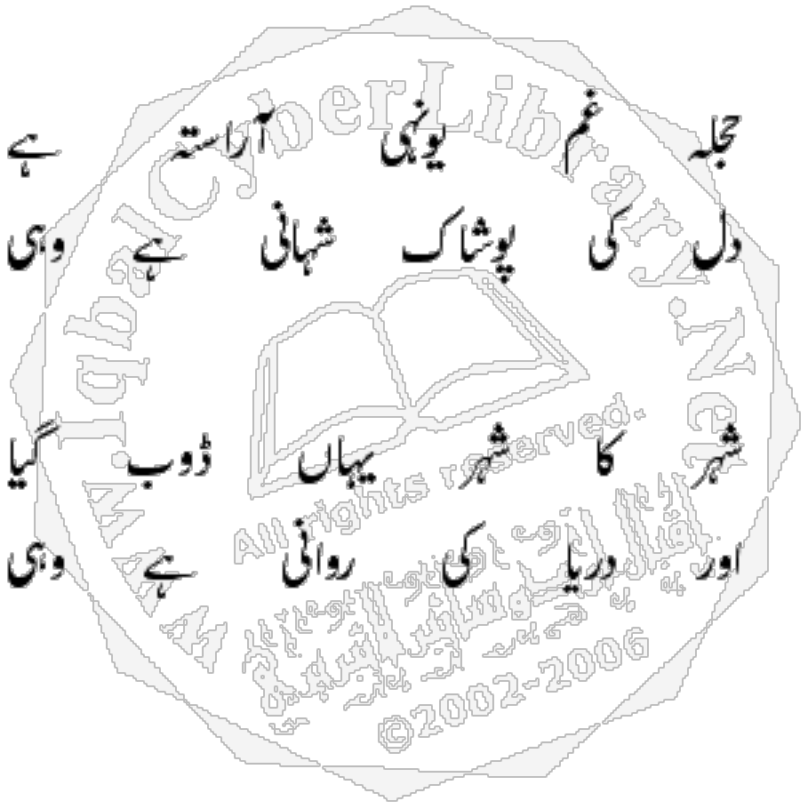 حجلہ غم یونہی آراستہ ہے
دل کی پوشاک شہانی ہے وہی
شہر کا شہر یہاں ڈوب گیا
اور دریا کی روانی ہے وہی
www.IqbalCyberLibrary.Net
All rights reserved.
©2002-2006